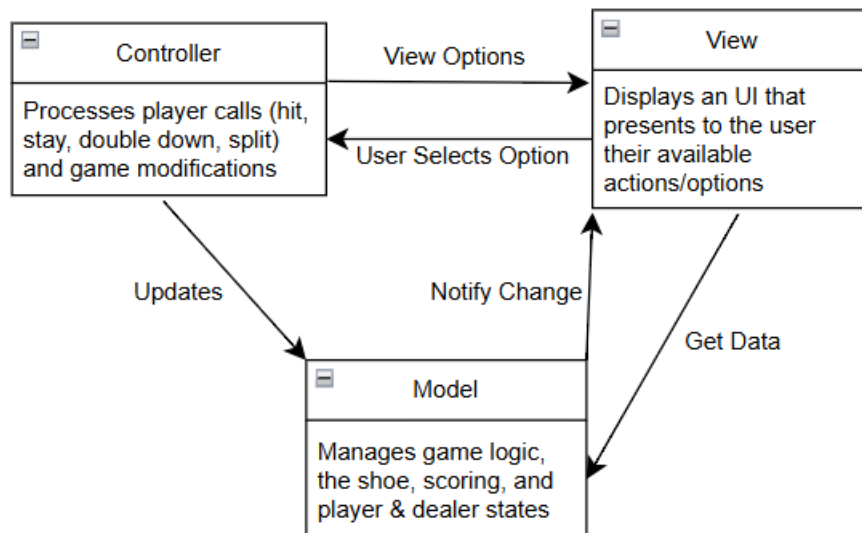 Controller
Processes player calls (hit,
stay, double down, split)
and game modifications
View Options
User Selects Option
View
Displays an UI that
presents to the user
their available
actions/options
Updates
Notify Change
Get Data
Model
Manages game logic,
the shoe, scoring, and
player & dealer states